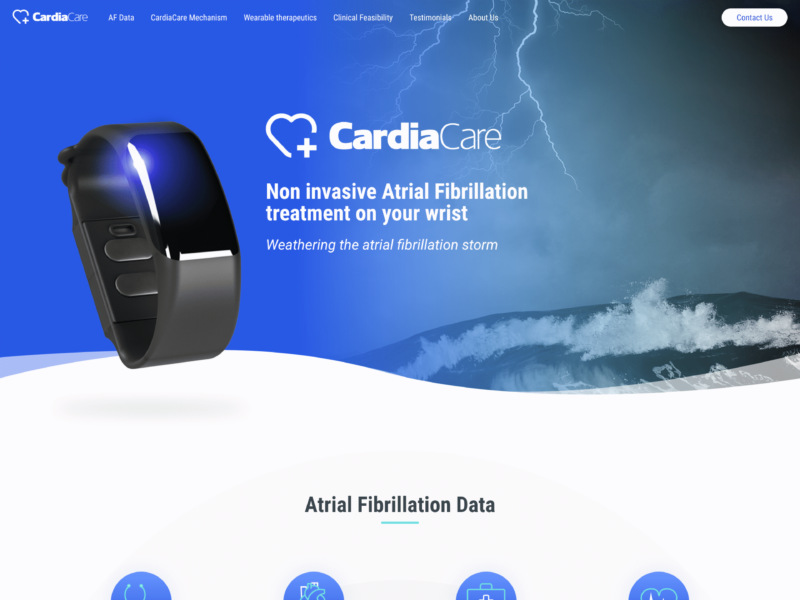 CardiaCare
AF Data
CardiaCare Mechanism
Wearable therapeutics
Clinical Feasibility
Testimonials
About Us
Contact Us
CardiaCare
Non invasive Atrial Fibrillation
treatment on your wrist
Weathering the atrial fibrillation storm
Atrial Fibrillation Data